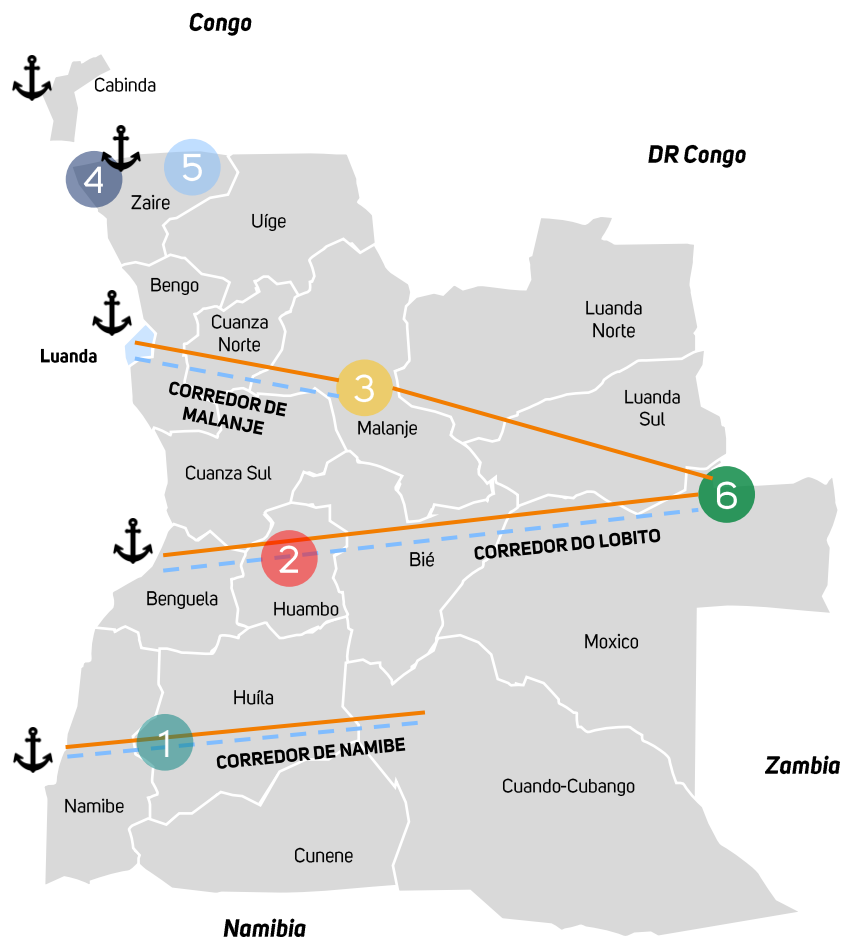 Congo
Cabinda
DR Congo
4
5
Zaire
Uíge
Bengo
Cuanza
Norte
Luanda
Norte
Luanda
3
CORREDOR DE
MALANJE
Luanda
Sul
Malanje
Cuanza Sul
6
CORREDOR DO LOBITO
2
Bié
Benguela
Huambo
Moxico
Huíla
1
CORREDOR DE NAMIBE
Zambia
Namibe
Cuando-Cubango
Cunene
Namibia